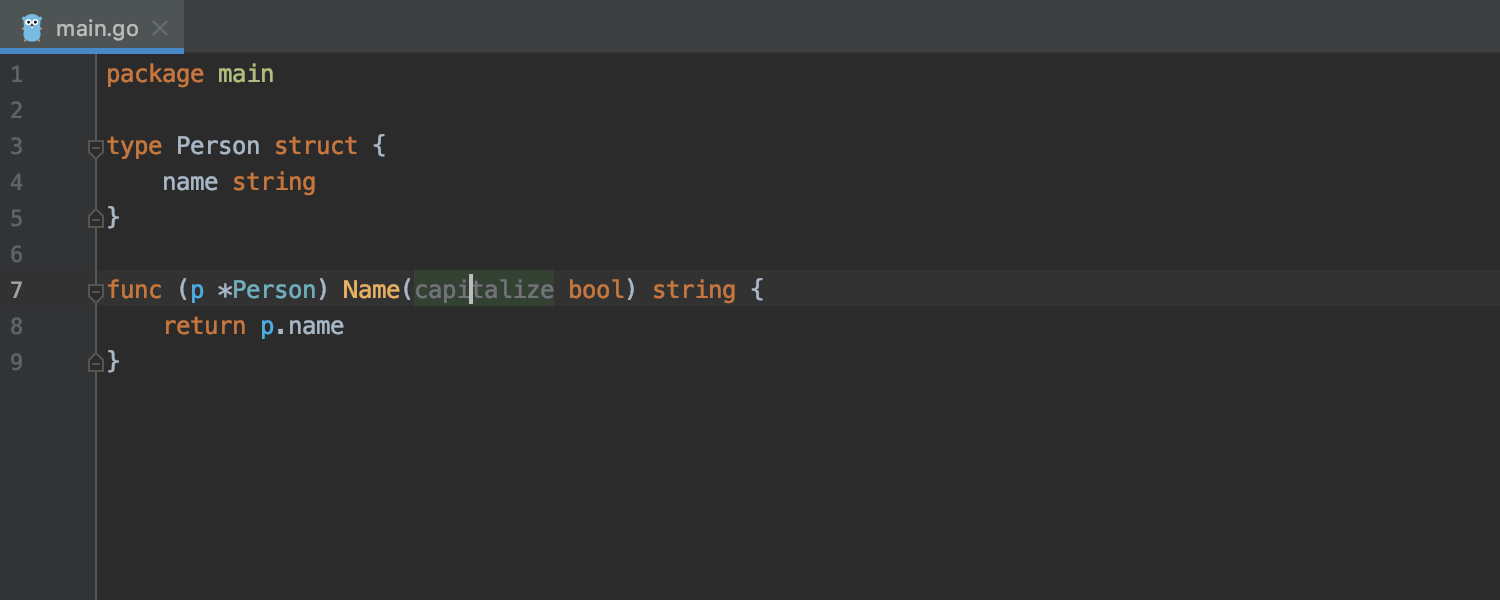 main.go
1 package main
2
3 type Person struct {
4     name string
5 }
6
7 func (p *Person) Name(capitalize bool) string {
8     return p.name
9 }